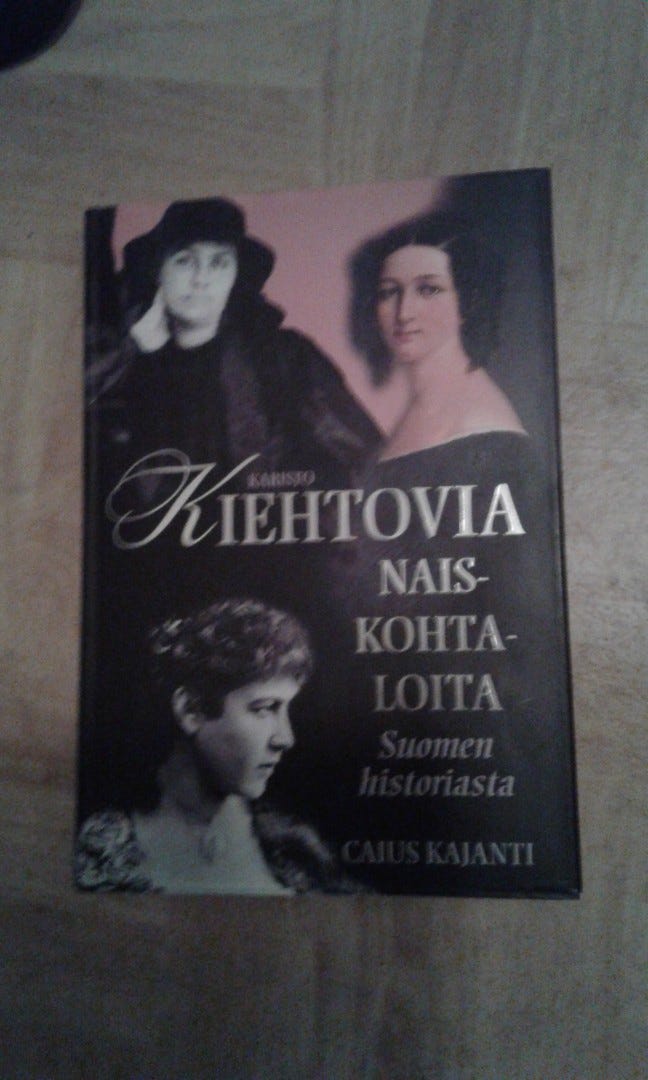 KARISTO
KIEHTOVIA
NAIS-
KOHTA-
LOITA
Suomen
historiasta
CAIUS KAJANTI